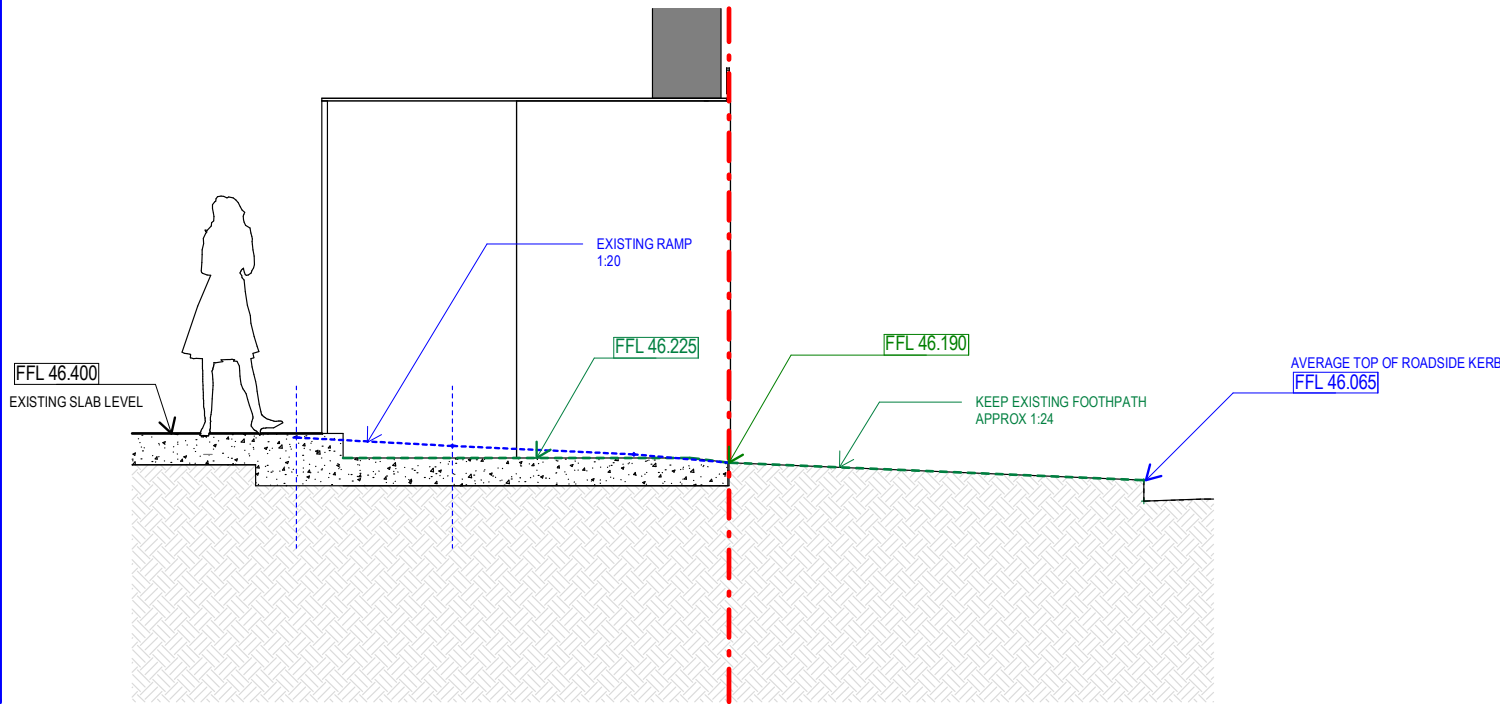 EXISTING RAMP
1:20
FFL 46.225
FFL 46.190
FFL 46.400
EXISTING SLAB LEVEL
AVERAGE TOP OF ROADSIDE KERB
FFL 46.065
KEEP EXISTING FOOTHPATH
APPROX 1:24